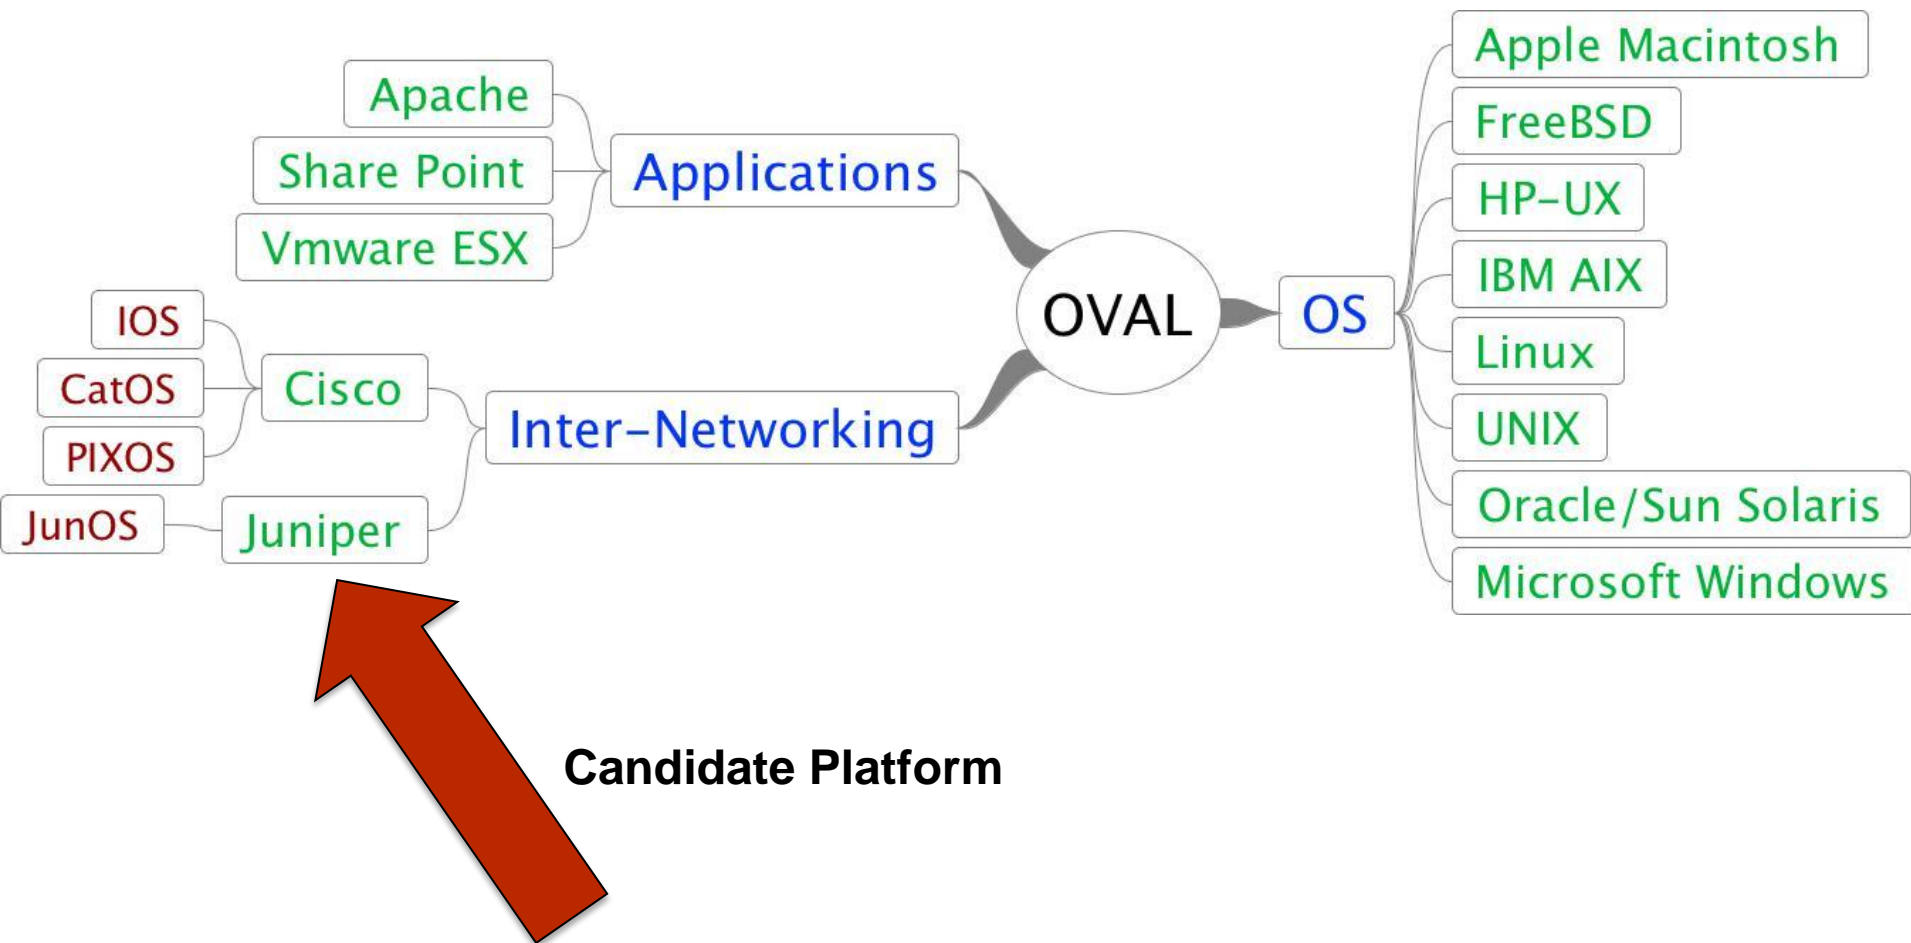 Apache
Share Point
Vmware ESX
Applications
IOS
CatOS
PIXOS
Cisco
JunOS
Juniper
Inter-Networking
OVAL
OS
Apple Macintosh
FreeBSD
HP-UX
IBM AIX
Linux
UNIX
Oracle/Sun Solaris
Microsoft Windows
Candidate Platform